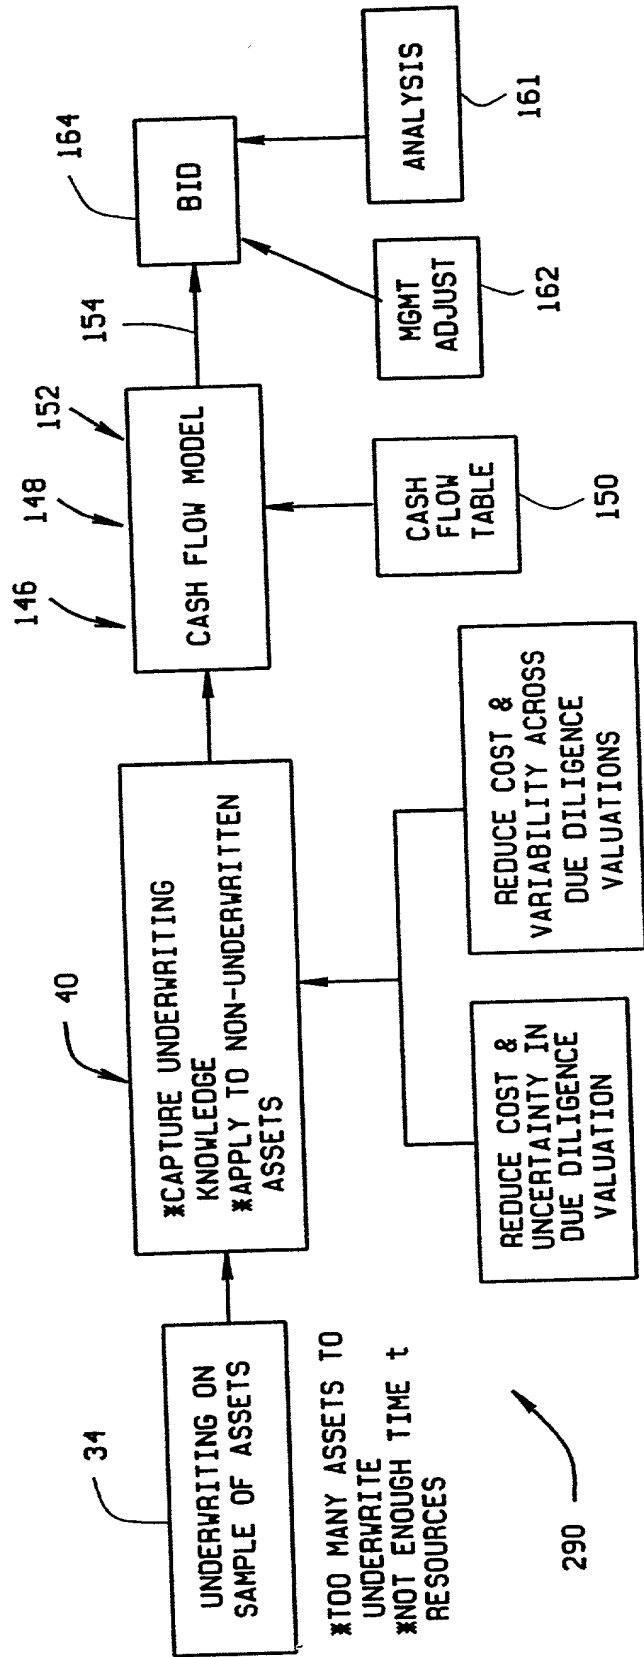 34
UNDERWRITING ON
SAMPLE OF ASSETS
*TOO MANY ASSETS TO
UNDERWRITE
*NOT ENOUGH TIME t
RESOURCES
290
40
*CAPTURE UNDERWRITING
KNOWLEDGE
*APPLY TO NON-UNDERWRITTEN
ASSETS
REDUCE COST &
UNCERTAINTY IN
DUE DILIGENCE
VALUATION
REDUCE COST &
VARIABILITY ACROSS
DUE DILIGENCE
VALUATIONS
146
148
152
CASH FLOW MODEL
CASH
FLOW
TABLE
150
154
164
BID
MGMT
ADJUST
162
ANALYSIS
161